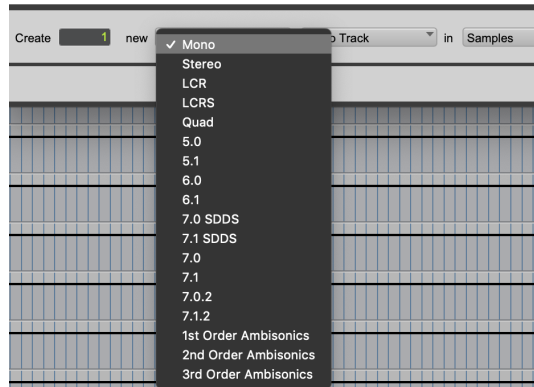 Create 1 new Track in Samples
✓ Mono
Stereo
LCR
LCRS
Quad
5.0
5.1
6.0
6.1
7.0 SDDS
7.1 SDDS
7.0
7.1
7.0.2
7.1.2
1st Order Ambisonics
2nd Order Ambisonics
3rd Order Ambisonics